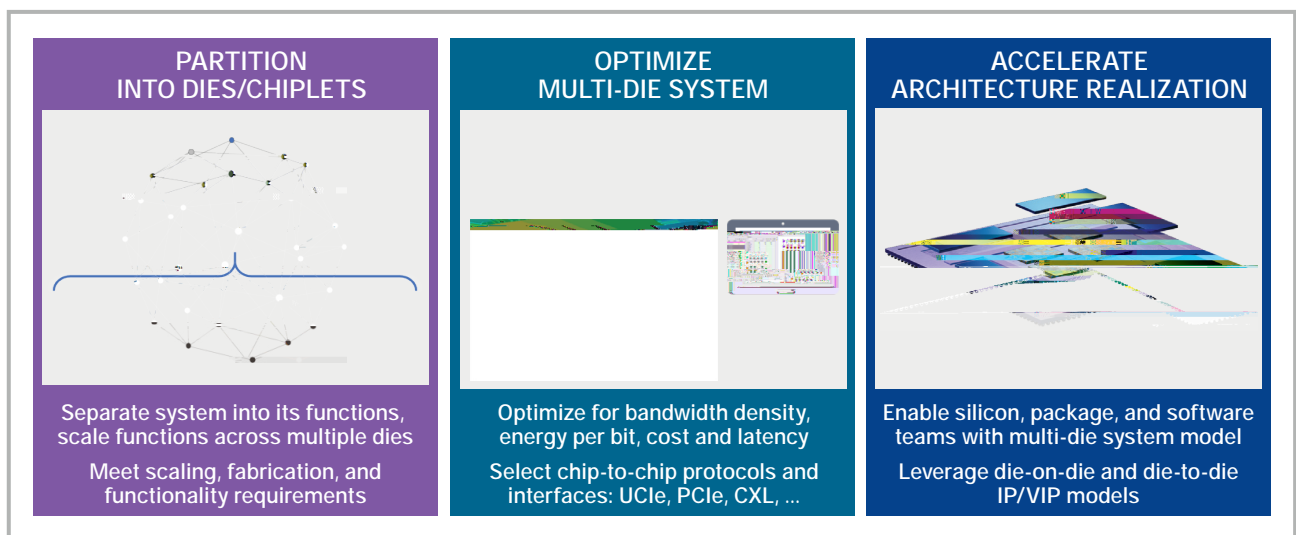 PARTITION
INTO DIES/CHIPLETS
Separate system into its functions,
scale functions across multiple dies
Meet scaling, fabrication, and
functionality requirements
OPTIMIZE
MULTI-DIE SYSTEM
Optimize for bandwidth density,
energy per bit, cost and latency
Select chip-to-chip protocols and
interfaces: UCIe, PCIe, CXL, ...
ACCELERATE
ARCHITECTURE REALIZATION
Enable silicon, package, and software
teams with multi-die system model
Leverage die-on-die and die-to-die
IP/VIP models